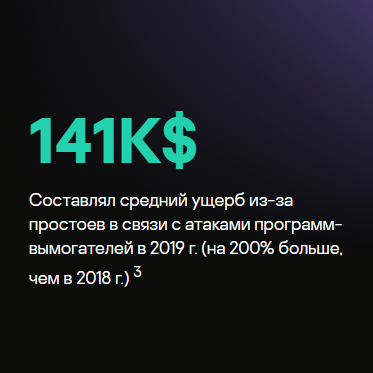 141K$
Составлял средний ущерб из-за
простоев в связи с атаками программ-
вымогателей в 2019 г. (на 200% больше,
чем в 2018 г.) 3